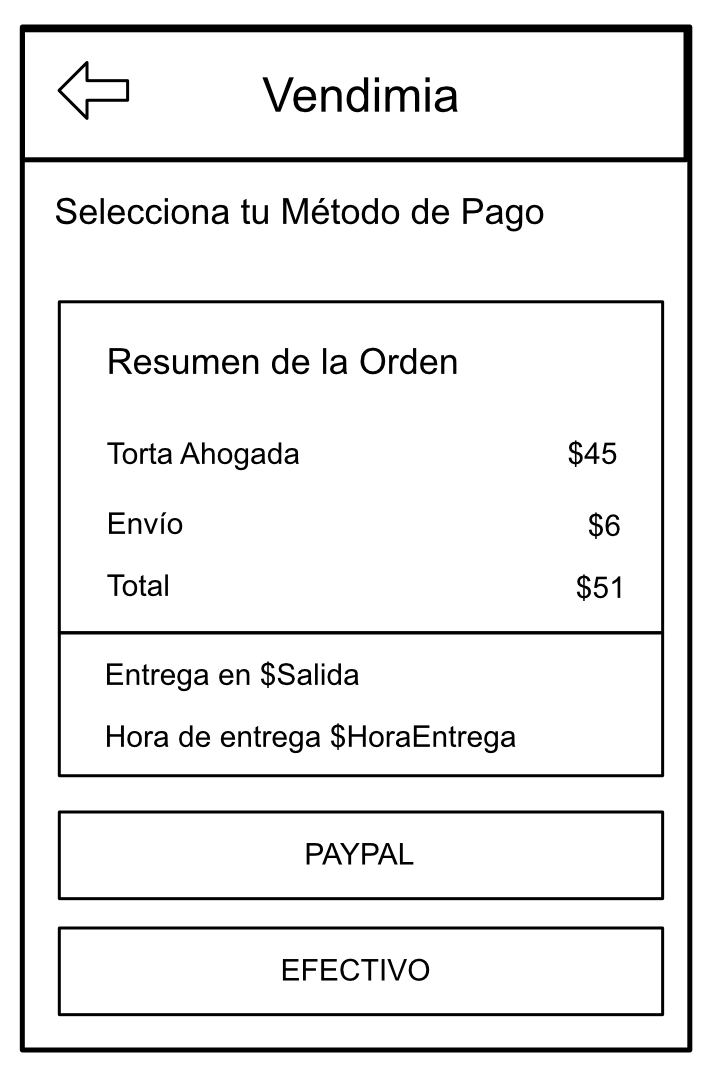 Vendimia
Selecciona tu Método de Pago
Resumen de la Orden
Torta Ahogada $45
Envío $6
Total $51
Entrega en $Salida
Hora de entrega $HoraEntrega
PAYPAL
EFECTIVO